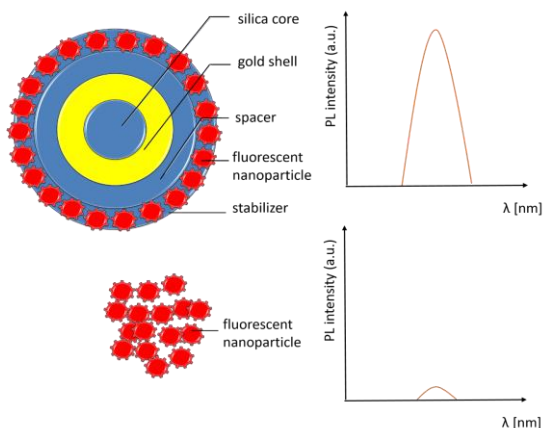 silica core
gold shell
spacer
fluorescent
nanoparticle
stabilizer
PL intensity (a.u.)
λ [nm]
fluorescent
nanoparticle
PL intensity (a.u.)
λ [nm]